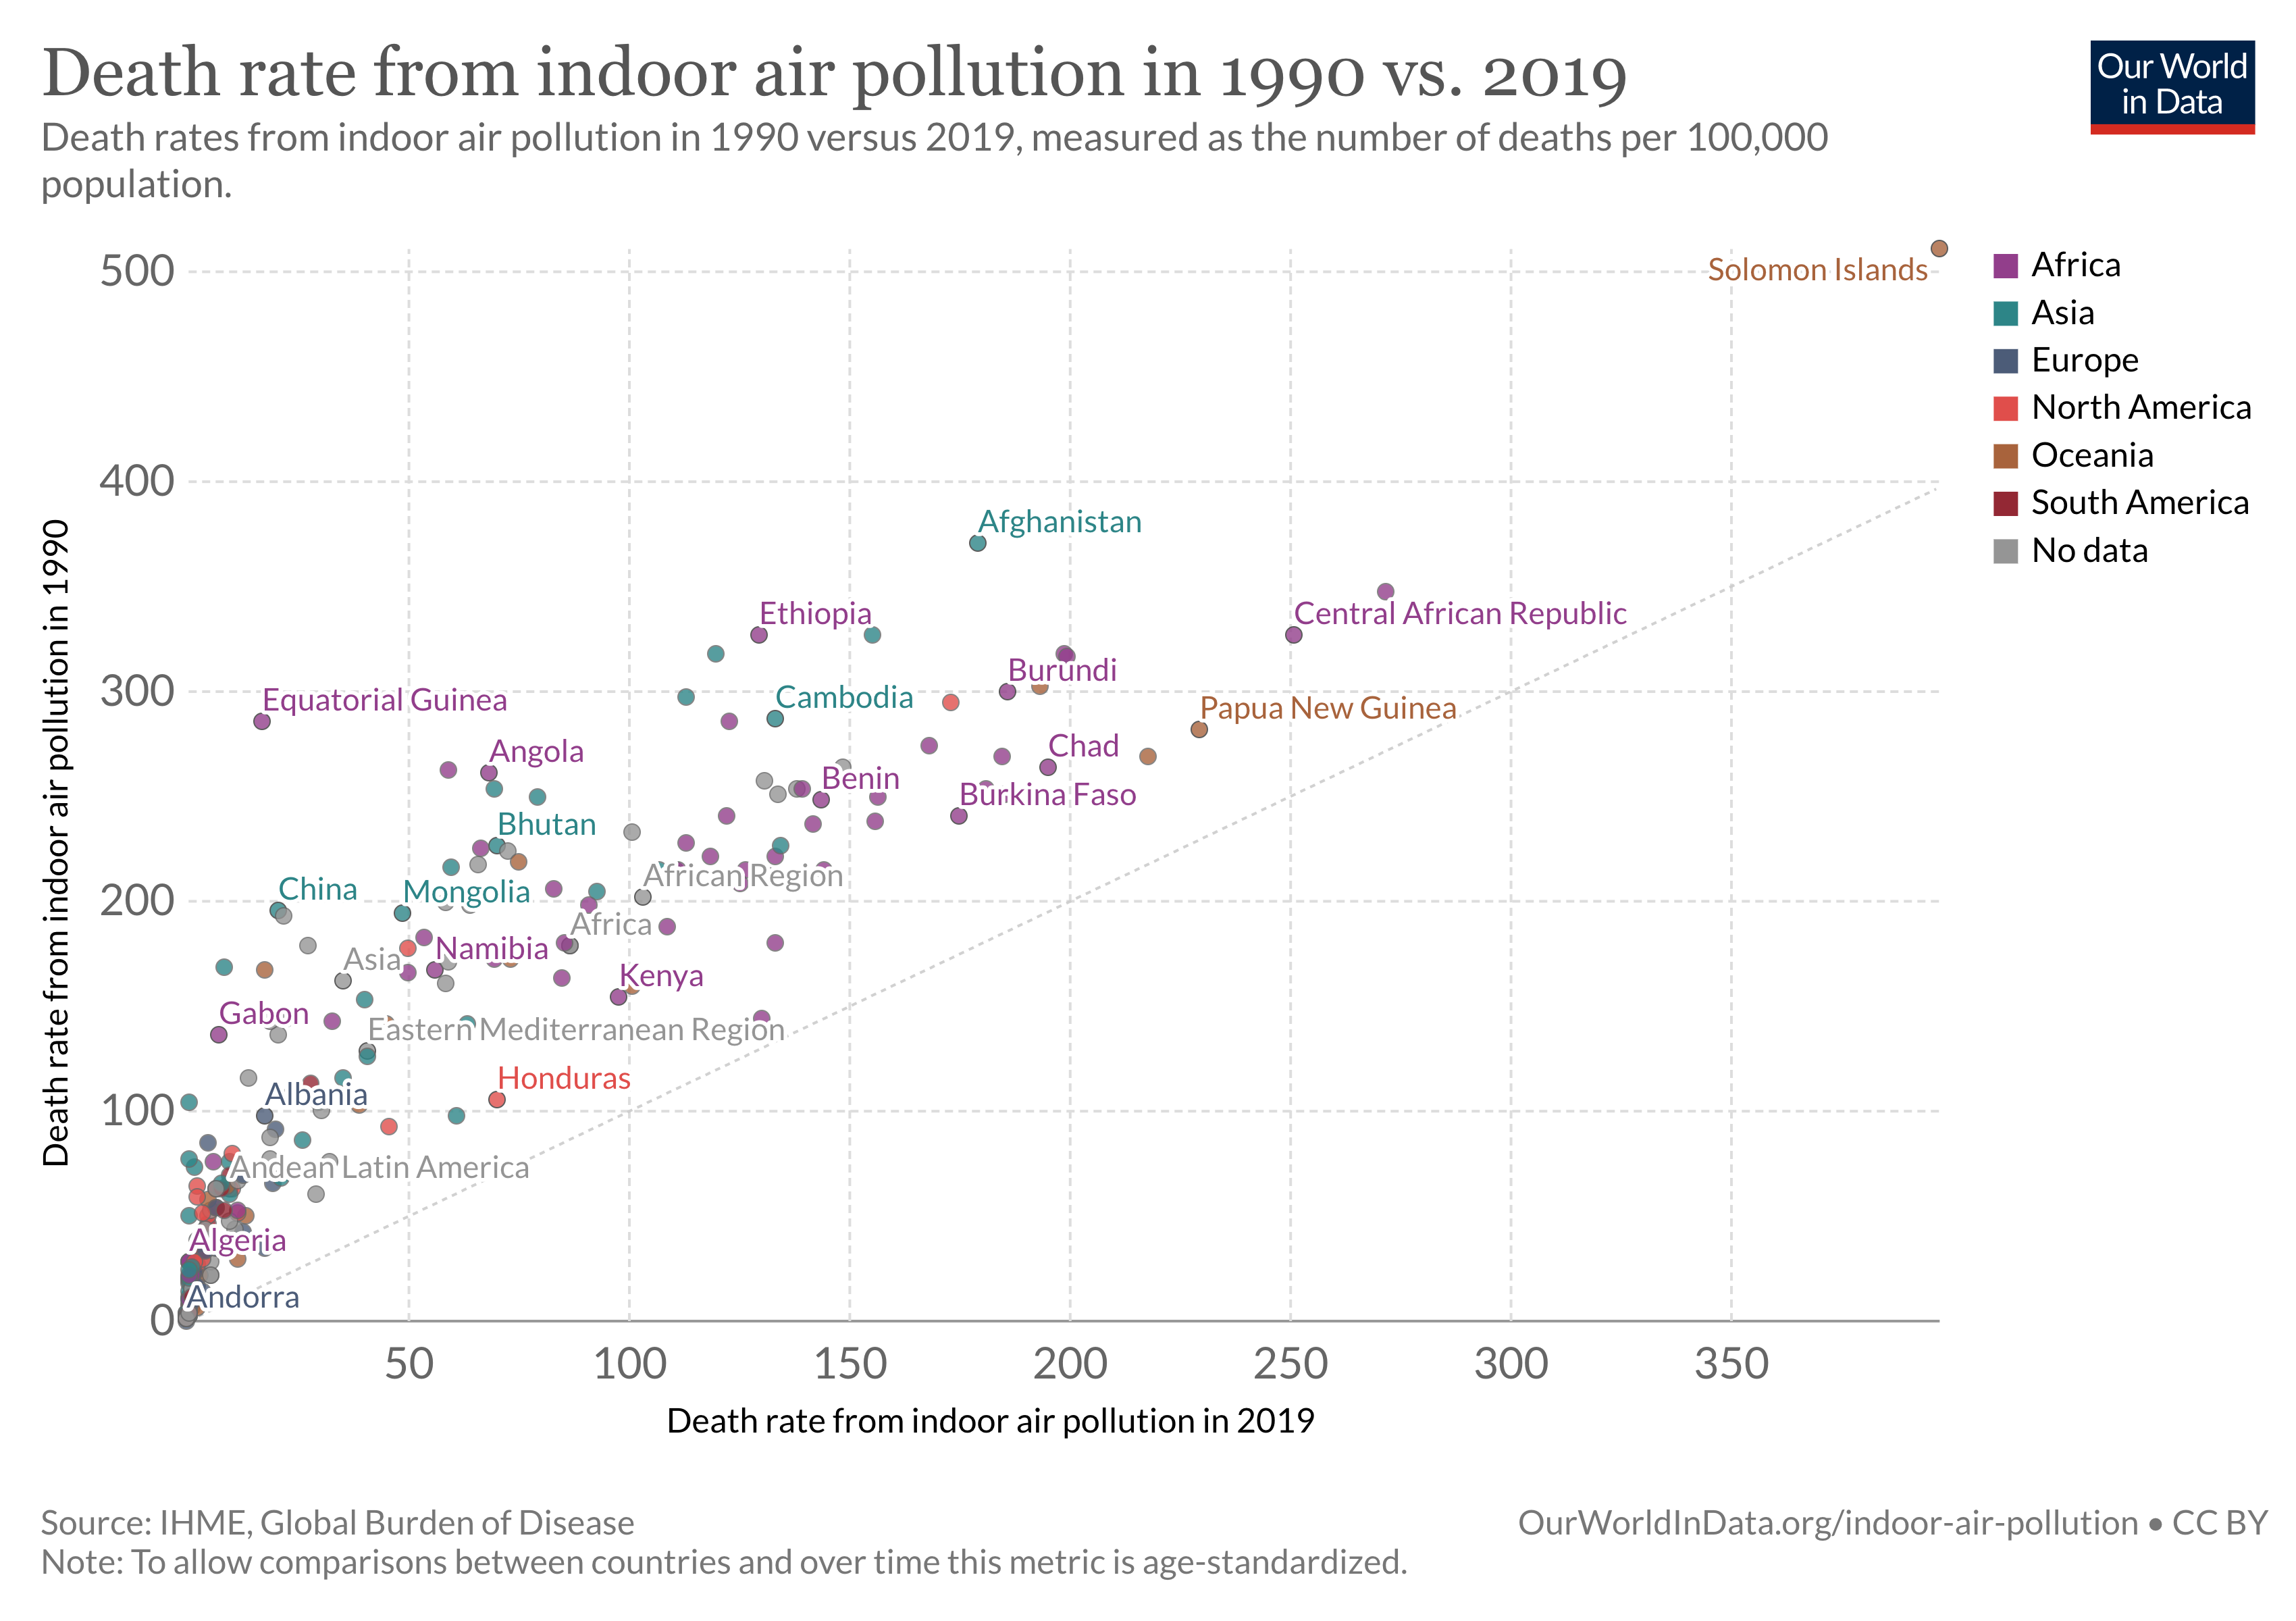 Death rate from indoor air pollution in 1990 vs. 2019
Our World
in Data
Death rates from indoor air pollution in 1990 versus 2019, measured as the number of deaths per 100,000
population.
500
Solomon Islands
Africa
Asia
Europe
North America
Oceania
South America
No data
400
Afghanistan
Ethiopia
Central African Republic
Burundi
300
Equatorial Guinea
Cambodia
Papua New Guinea
Angola
Chad
Benin
Burkina Faso
Bhutan
African Region
China
Mongolia
200
Africa
Namibia
Asia
Kenya
Gabon
Eastern Mediterranean Region
Honduras
Albania
100
Andean Latin America
Algeria
Andorra
0
Death rate from indoor air pollution in 1990
50
100
150
200
250
300
350
Death rate from indoor air pollution in 2019
Source: IHME, Global Burden of Disease
OurWorldInData.org/indoor-air-pollution • CC BY
Note: To allow comparisons between countries and over time this metric is age-standardized.